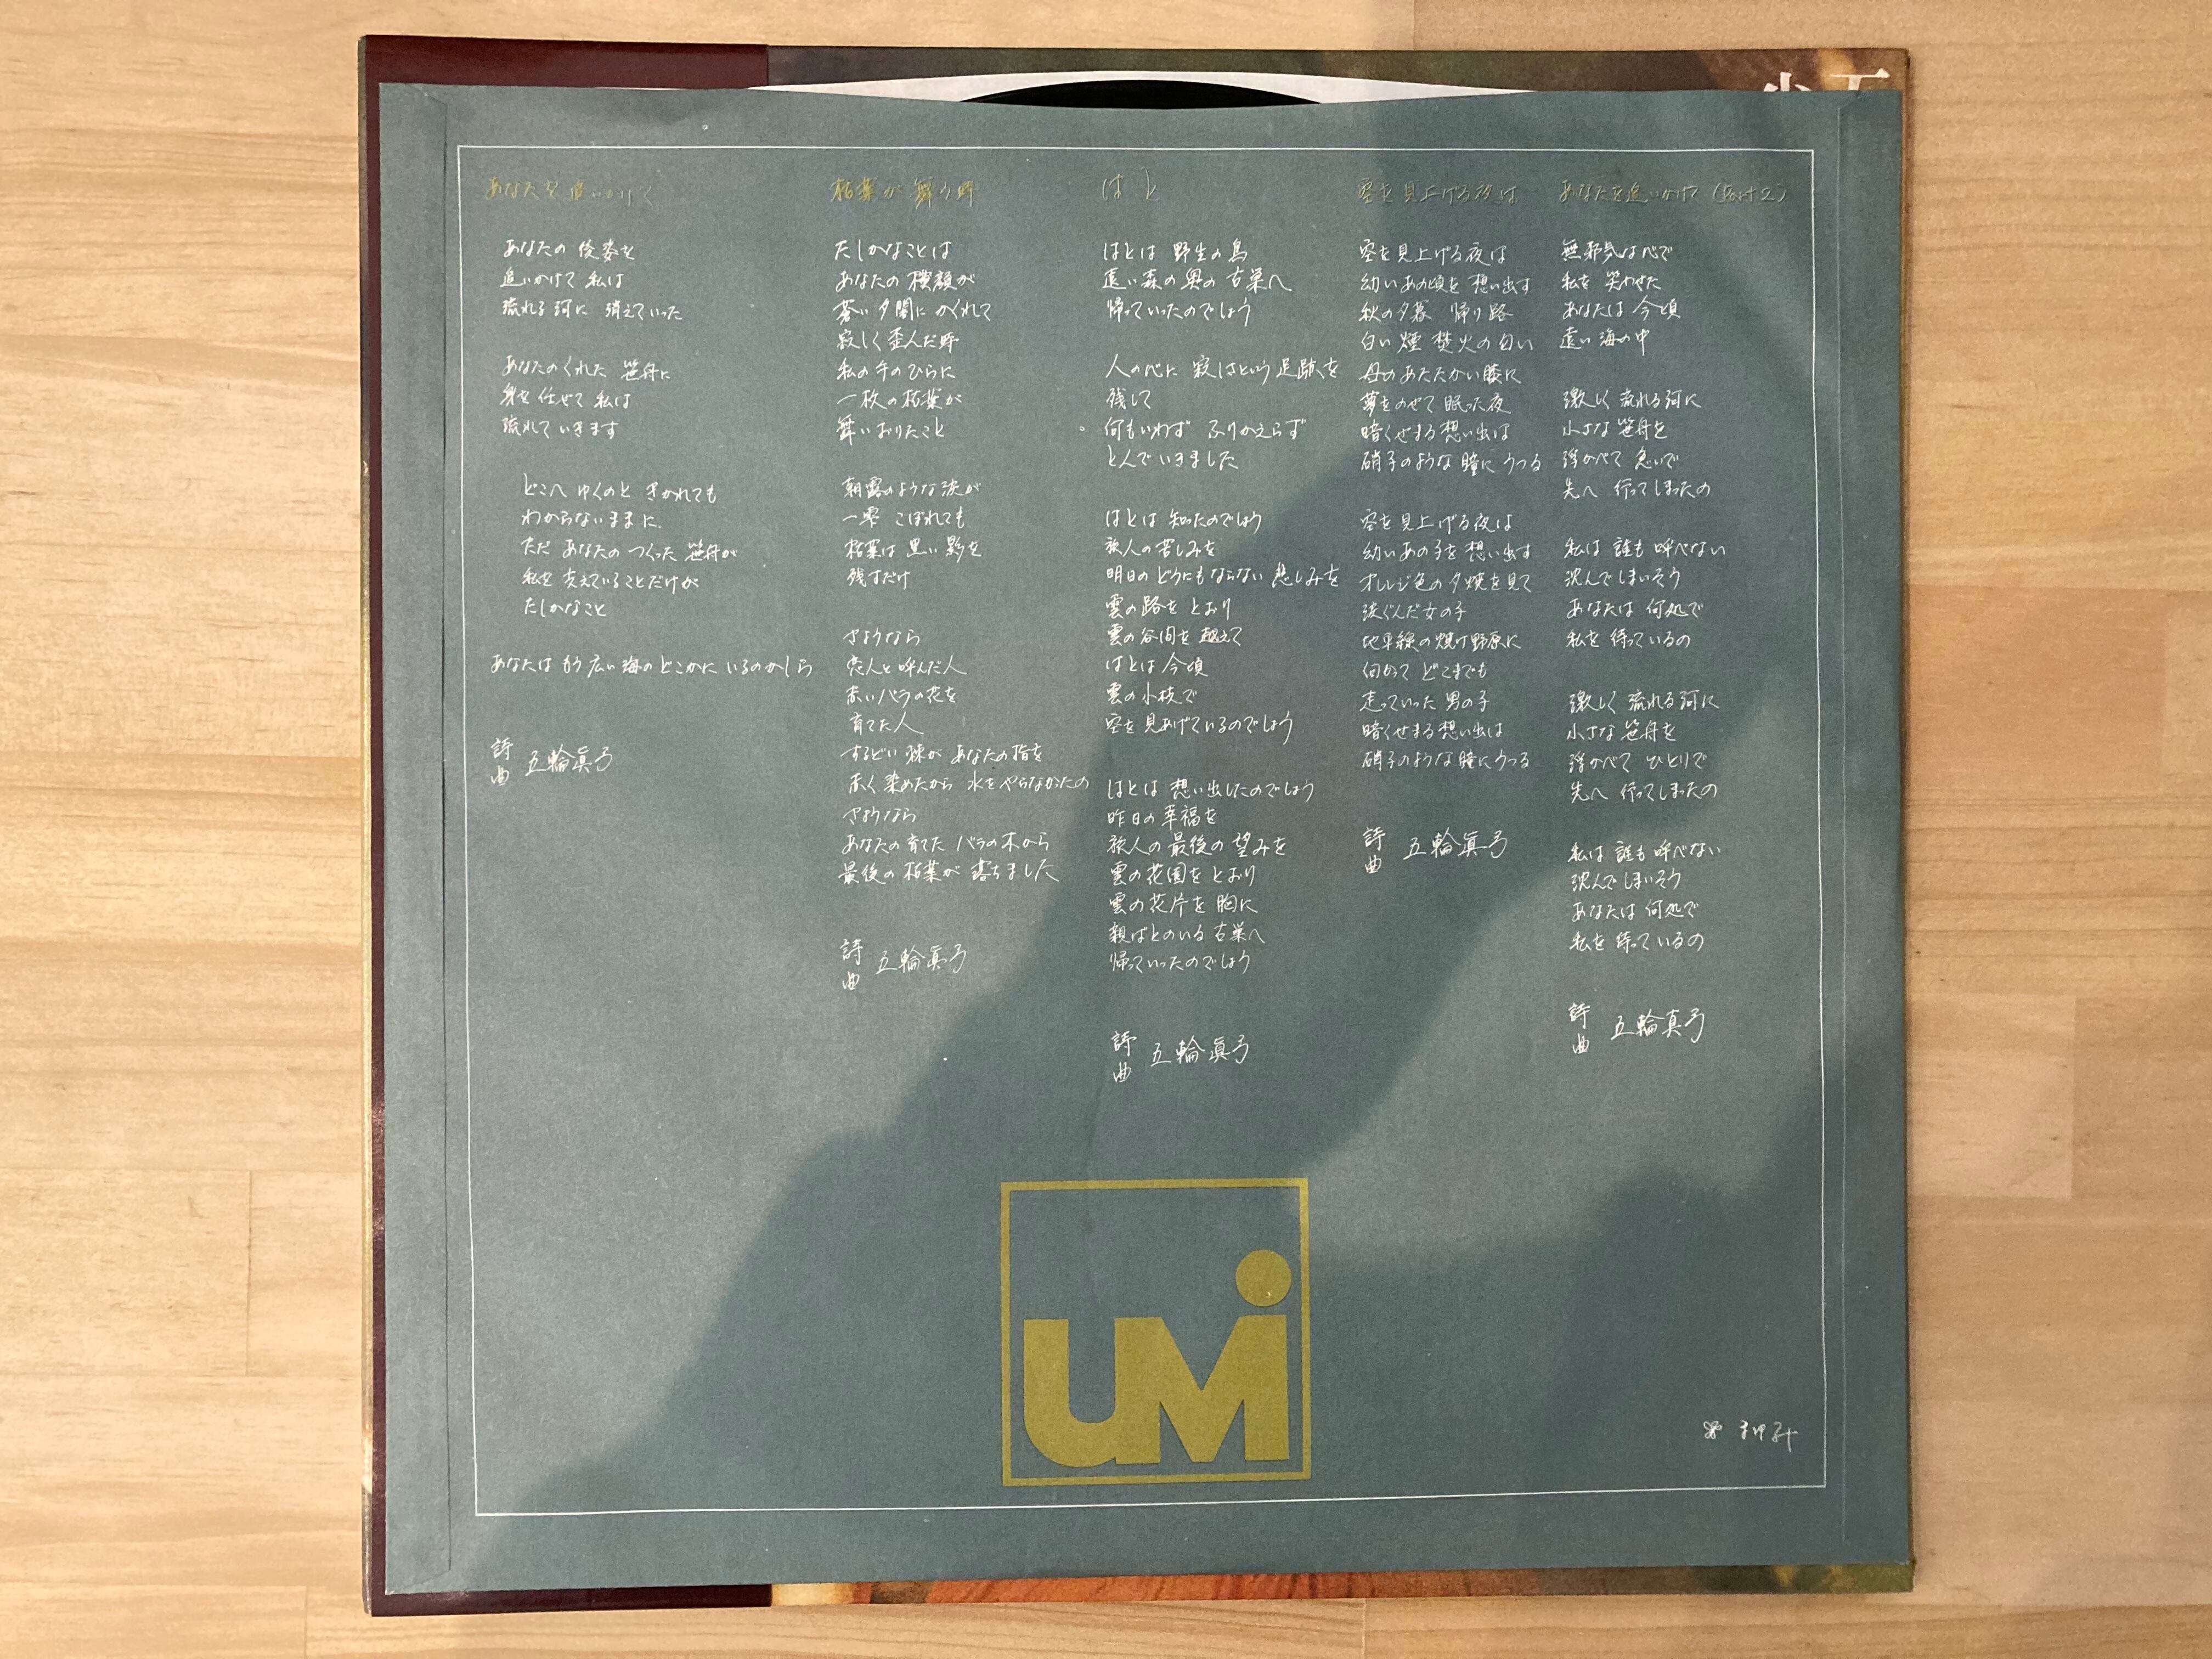 あなたを追いかけて
あなたの後姿を
追いかけて 私は
流れる河に 消えていった
あなたのくれた 笹舟に
身を任せて 私は
流れていきます
どこへ ゆくのと きかれても
わからないままに
ただ あなたの つくった 笹舟が
私を支えていることだけが
たしかなこと
あなたは もう 広い海のどこかに いるのかしら
詩
曲 五輪眞弓
枯葉が舞う時
たしかなことは
あなたの横顔が
蒼い夕闇に かくれて
寂しく歪んだ時
私の手のひらに
一枚の枯葉が
舞いおりたこと
朝露のような涙が
一雫 こぼれても
枯葉は 黒い影を
残すだけ
さようなら
恋人と呼んだ人
赤いバラの花を
育てた人
するどい棘が あなたの指を
赤く染めたから 水をやらなかったの
さようなら
あなたの育てた バラの木から
最後の枯葉が 落ちました
詩
曲 五輪眞弓
はと
はとは 野生の鳥
遠い森の奥の 古巣へ
帰っていったのでしょう
人の心に 寂しさという足跡を
残して
何もいわず ふりかえらず
とんでいきました
はとは 知ったのでしょう
旅人の苦しみを
明日の どうにもならない 悲しみを
雲の路を とおり
雲の谷間を 越えて
はとは 今頃
雲の小枝で
空を見あげているのでしょう
はとは 想い出したのでしょう
昨日の幸福を
旅人の最後の 望みを
雲の花園を とおり
雲の花片を 胸に
親ばとのいる 古巣へ
帰っていったのでしょう
詩
曲 五輪眞弓
空を見上げる夜は
空を見上げる夜は
幼いあの頃を 想い出す
秋の夕暮 帰り路
白い煙 焚火の匂い
母のあたたかい膝に
夢をのせて 眠った夜
暗くせまる想い出は
硝子のような 瞳に うつる
空を見上げる夜は
幼いあの子を 想い出す
オレンジ色の夕焼を見て
涙ぐんだ女の子
地平線の焼け野原に
向かって どこまでも
走っていった 男の子
暗くせまる想い出は
硝子のような瞳にうつる
詩
曲 五輪眞弓
あなたを追いかけて (Part 2)
無邪気な心で
私を 笑わせた
あなたは 今頃
遠い海の中
激しく 流れる河に
小さな 笹舟を
浮かべて 急いで
先へ 行ってしまったの
私は 誰も 呼べない
沈んでしまいそう
あなたは 何処で
私を 待っているの
激しく 流れる河に
小さな 笹舟を
浮かべて ひとりで
先へ 行ってしまったの
私は 誰も 呼べない
沈んでしまいそう
あなたは 何処で
私を 待っているの
詩
曲 五輪真弓
UMi